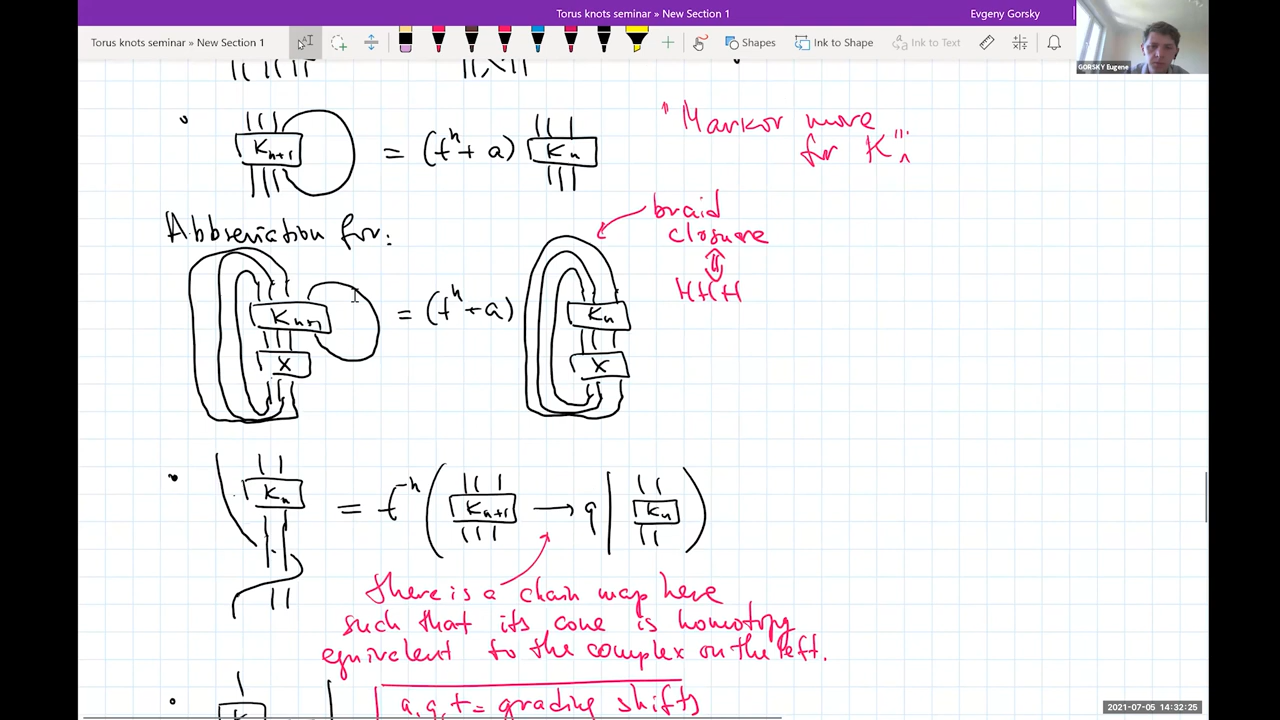 Torus knots seminar » New Section 1
Evgeny Gorsky
Torus knots seminar » New Section 1
Shapes
Ink to Shape
Ink to Text
GORSKY Eugene
K_{n+1} = (t^n + a) K_n
"Markov move for K_n"
Abbreviation for:
braid
closure
⇕
HHH
K_{n+1} = (t^n + a) K_n
X X
K_n = t^{-n} ( K_{n+1} → q K_n )
there is a chain map here
such that its cone is homotopy
equivalent to the complex on the left.
a, q, t = grading shifts
2021-07-05 14:32:25